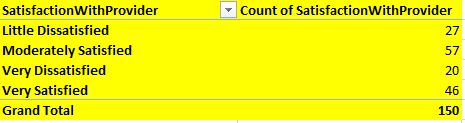 SatisfactionWithProvider Count of SatisfactionWithProvider
Little Dissatisfied 27
Moderately Satisfied 57
Very Dissatisfied 20
Very Satisfied 46
Grand Total 150